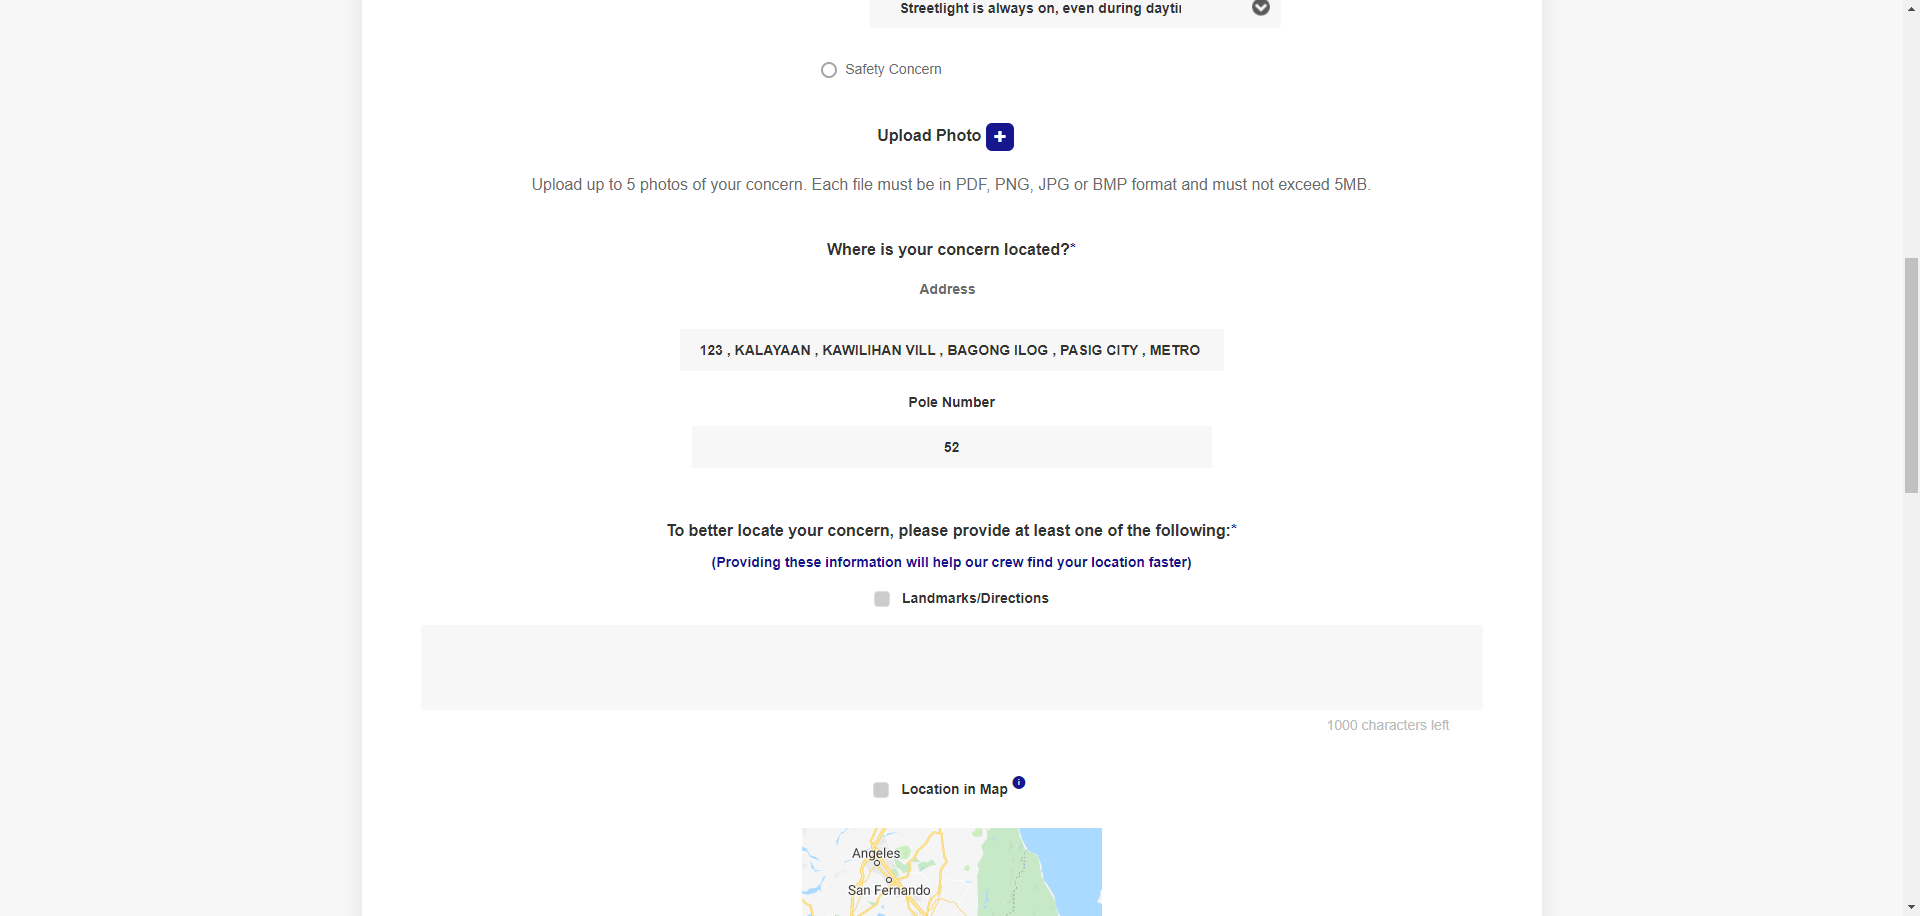 Streetlight is always on, even during dayti
Safety Concern
Upload Photo
Upload up to 5 photos of your concern. Each file must be in PDF, PNG, JPG or BMP format and must not exceed 5MB.
Where is your concern located?*
Address
123 , KALAYAAN , KAWILIHAN VILL , BAGONG ILOG , PASIG CITY , METRO
Pole Number
52
To better locate your concern, please provide at least one of the following:*
(Providing these information will help our crew find your location faster)
Landmarks/Directions
1000 characters left
Location in Map
Angeles
San Fernando